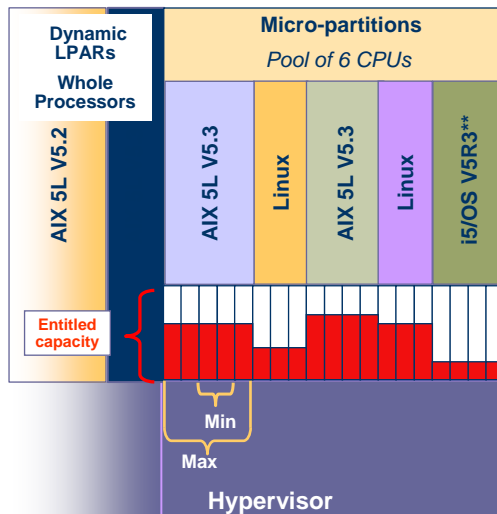 Dynamic
LPARs
Whole
Processors
Micro-partitions
Pool of 6 CPUs
AIX 5L V5.2
AIX 5L V5.3
Linux
AIX 5L V5.3
Linux
i5/OS V5R3**
Entitled
capacity
Min
Max
Hypervisor